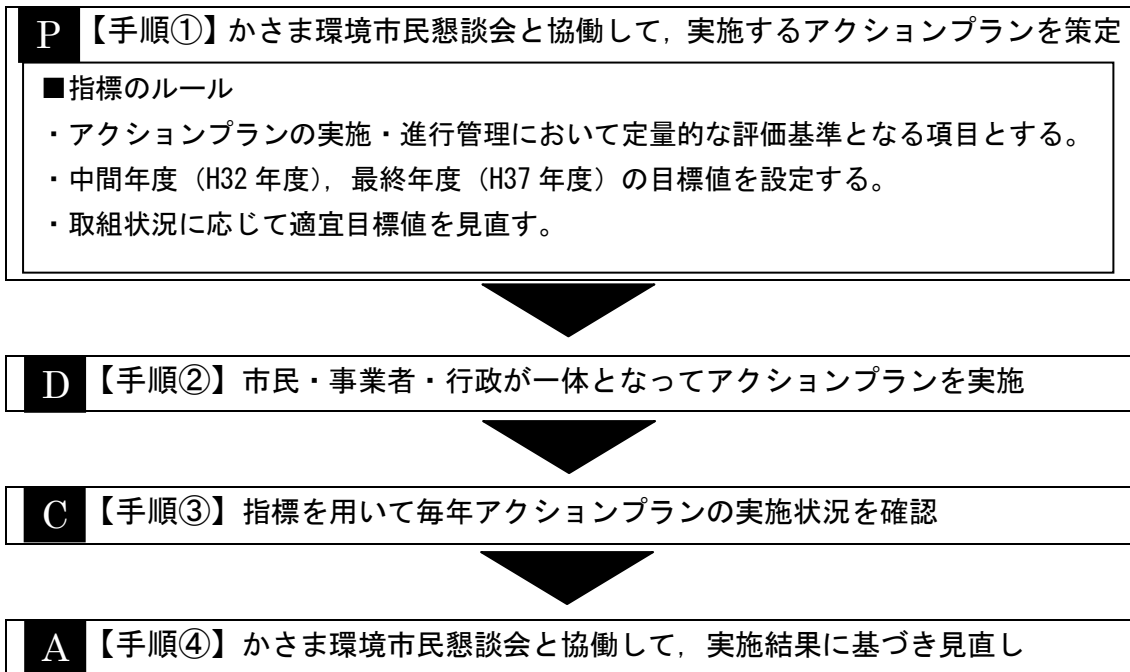 P 【手順①】かさま環境市民懇談会と協働して，実施するアクションプランを策定
■指標のルール
・アクションプランの実施・進行管理において定量的な評価基準となる項目とする。
・中間年度（H32年度），最終年度（H37年度）の目標値を設定する。
・取組状況に応じて適宜目標値を見直す。
D 【手順②】市民・事業者・行政が一体となってアクションプランを実施
C 【手順③】指標を用いて毎年アクションプランの実施状況を確認
A 【手順④】かさま環境市民懇談会と協働して，実施結果に基づき見直し